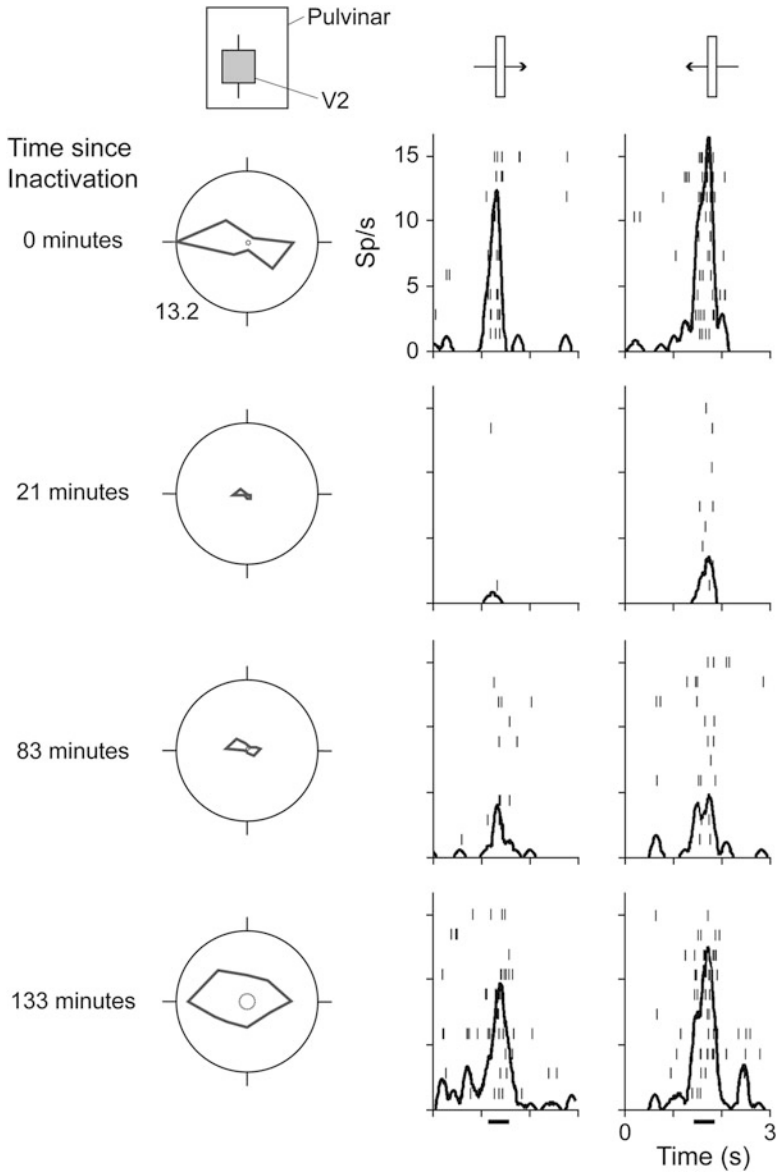 Pulvinar
V2
Time since
Inactivation
0 minutes
13.2
Sp/s
15
10
5
0
21 minutes
83 minutes
133 minutes
0
3
Time (s)